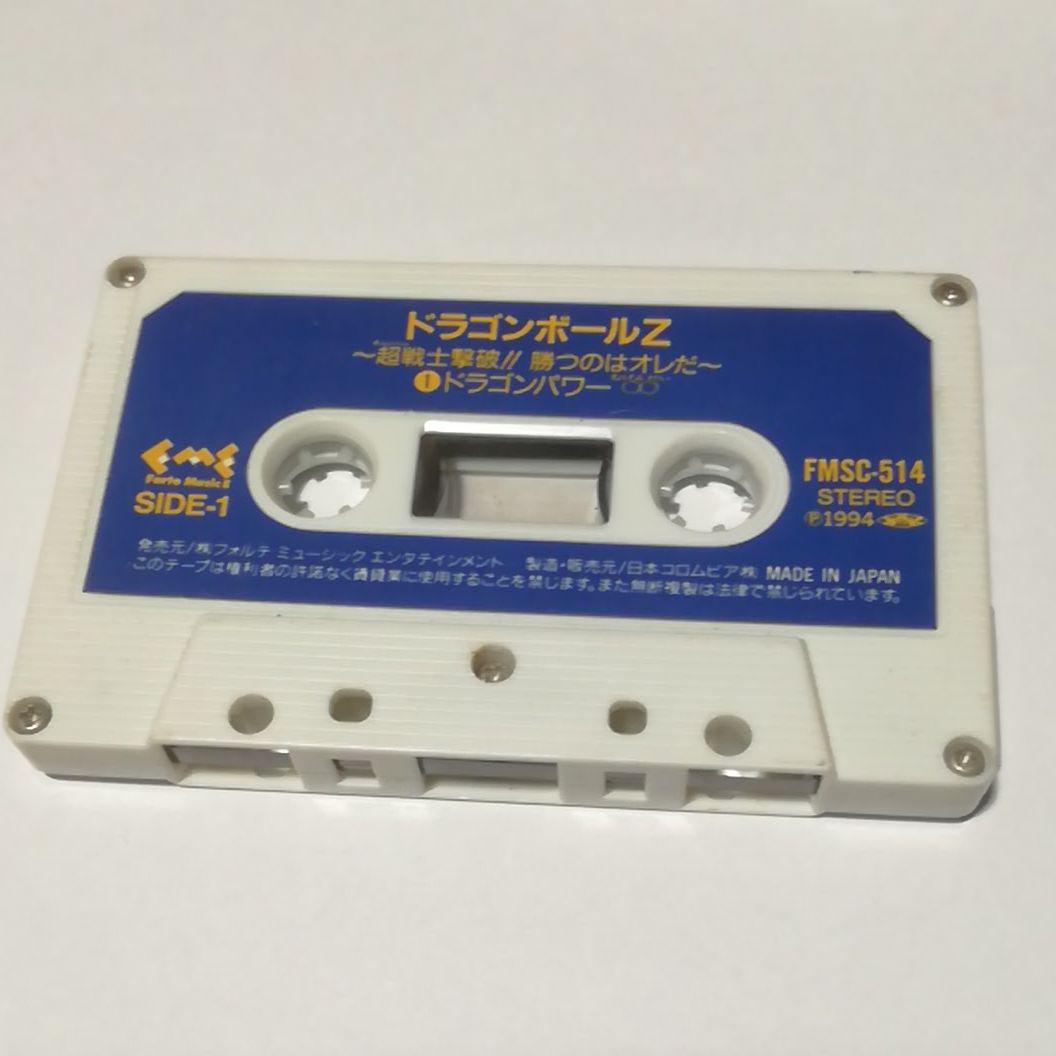 ドラゴンボールZ
〜超戦士撃破!! 勝つのはオレだ〜
①ドラゴンパワー∞
Forte Music E
SIDE-1
FMSC-514
STEREO
℗1994
発売元/㈱フォルテ ミュージック エンタテインメント 製造・販売元/日本コロムビア㈱ MADE IN JAPAN
このテープは権利者の許諾なく賃貸業に使用することを禁じます。また無断複製は法律で禁じられています。